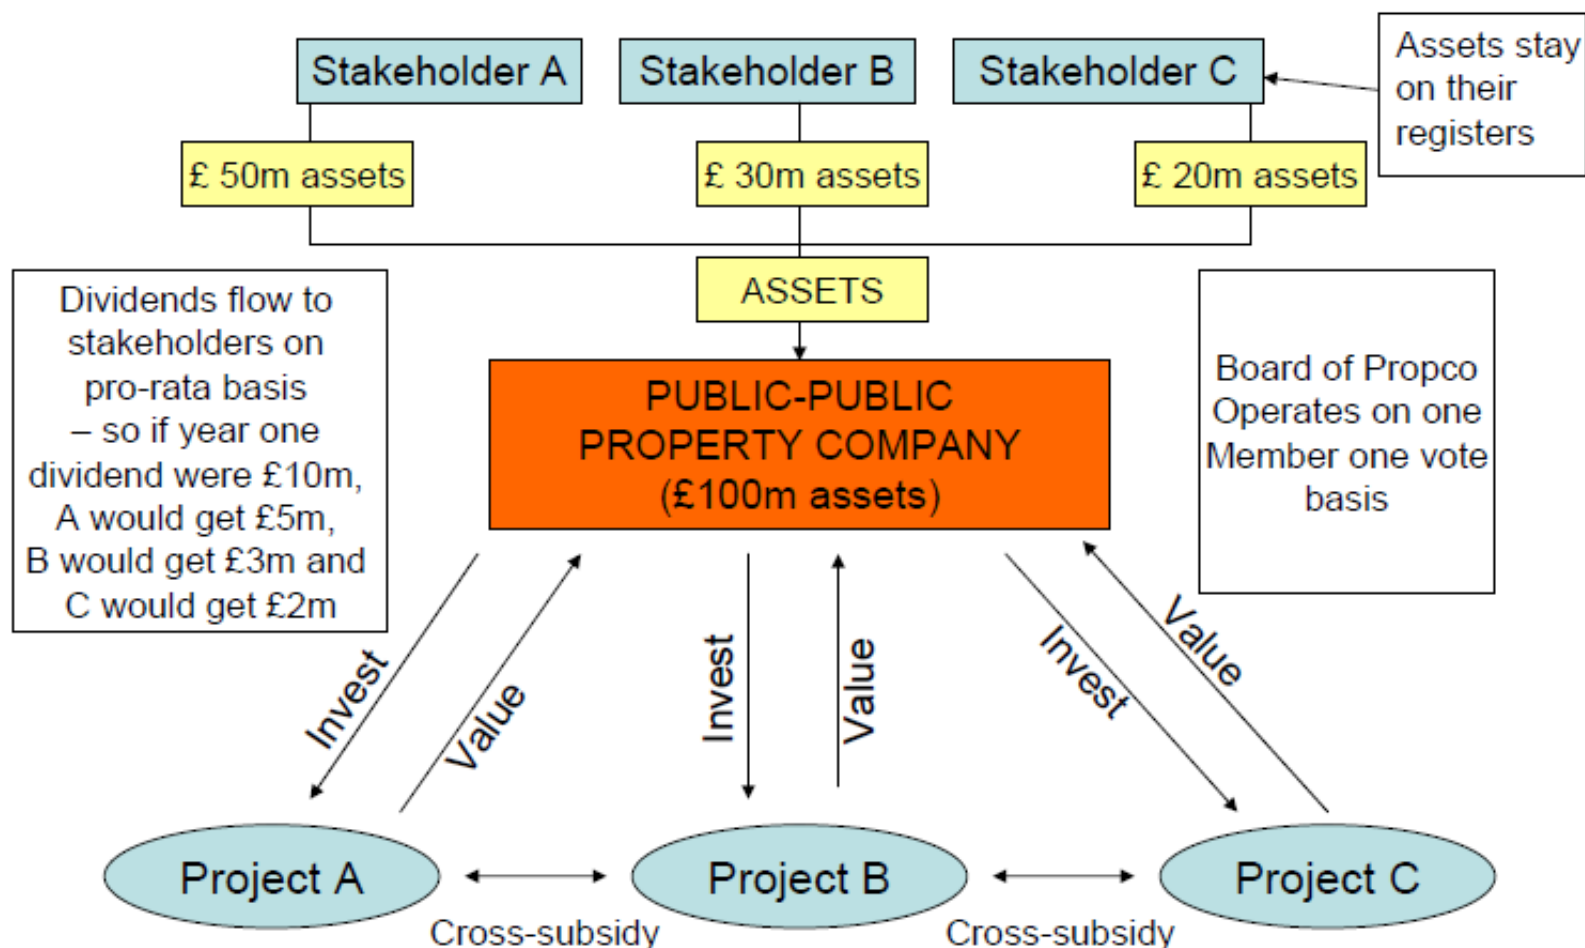 Stakeholder A
Stakeholder B
Stakeholder C
Assets stay
on their
registers
£ 50m assets
£ 30m assets
£ 20m assets
ASSETS
Dividends flow to
stakeholders on
pro-rata basis
– so if year one
dividend were £10m,
A would get £5m,
B would get £3m and
C would get £2m
PUBLIC-PUBLIC
PROPERTY COMPANY
(£100m assets)
Board of Propco
Operates on one
Member one vote
basis
Invest
Value
Invest
Value
Invest
Value
Project A
Project B
Project C
Cross-subsidy
Cross-subsidy